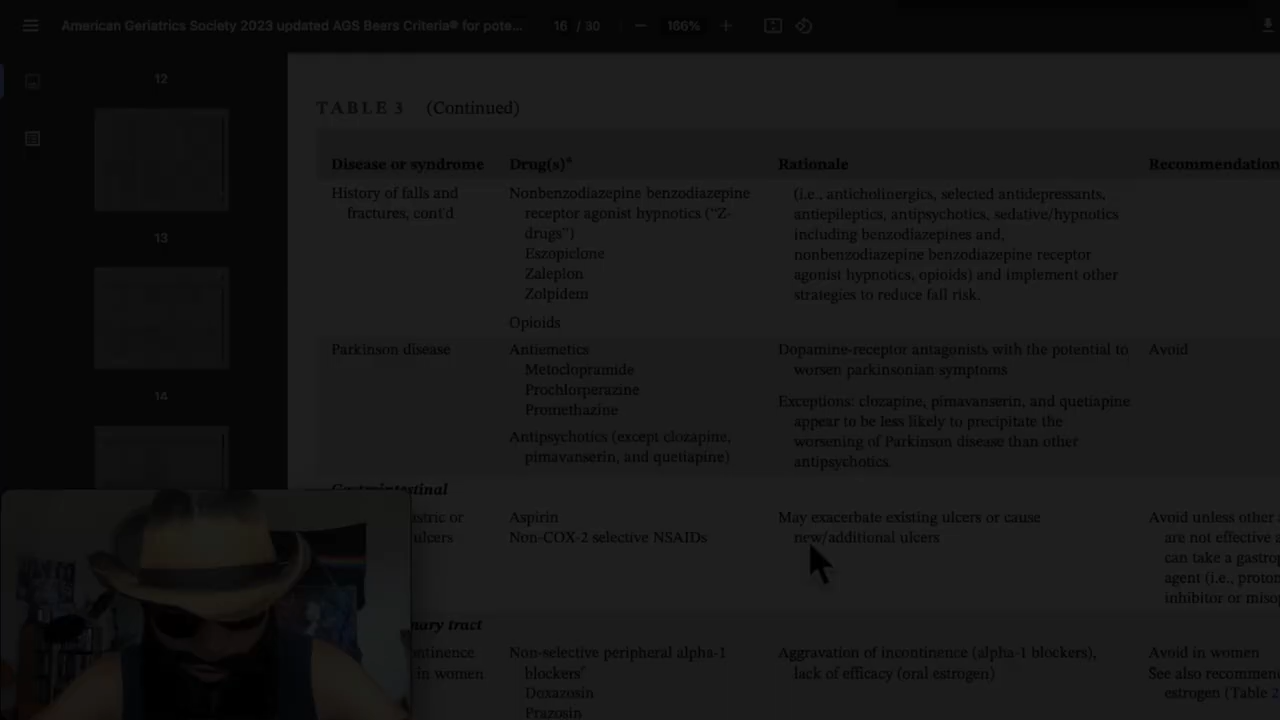 American Geriatrics Society 2023 updated AGS Beers Criteria® for pote...
16 / 30
166%
12
13
14
TABLE 3 (Continued)
Disease or syndrome
Drug(s)ᵃ
Rationale
Recommendation
History of falls and
fractures, cont'd
Nonbenzodiazepine benzodiazepine
receptor agonist hypnotics ("Z-
drugs")
Eszopiclone
Zaleplon
Zolpidem
Opioids
(i.e., anticholinergics, selected antidepressants,
antiepileptics, antipsychotics, sedative/hypnotics
including benzodiazepines and,
nonbenzodiazepine benzodiazepine receptor
agonist hypnotics, opioids) and implement other
strategies to reduce fall risk.
Parkinson disease
Antiemetics
Metoclopramide
Prochlorperazine
Promethazine
Antipsychotics (except clozapine,
pimavanserin, and quetiapine)
Dopamine-receptor antagonists with the potential to
worsen parkinsonian symptoms
Exceptions: clozapine, pimavanserin, and quetiapine
appear to be less likely to precipitate the
worsening of Parkinson disease than other
antipsychotics.
Avoid
Gastrointestinal
or
ulcers
Aspirin
Non-COX-2 selective NSAIDs
May exacerbate existing ulcers or cause
new/additional ulcers
Avoid unless other
are not effective
can take a
agent (i.e.,
inhibitor or
tract
in women
Non-selective peripheral alpha-1
blockers
Doxazosin
Prazosin
Aggravation of incontinence (alpha-1 blockers),
lack of efficacy (oral estrogen)
Avoid in women
See also
estrogen (Table 2